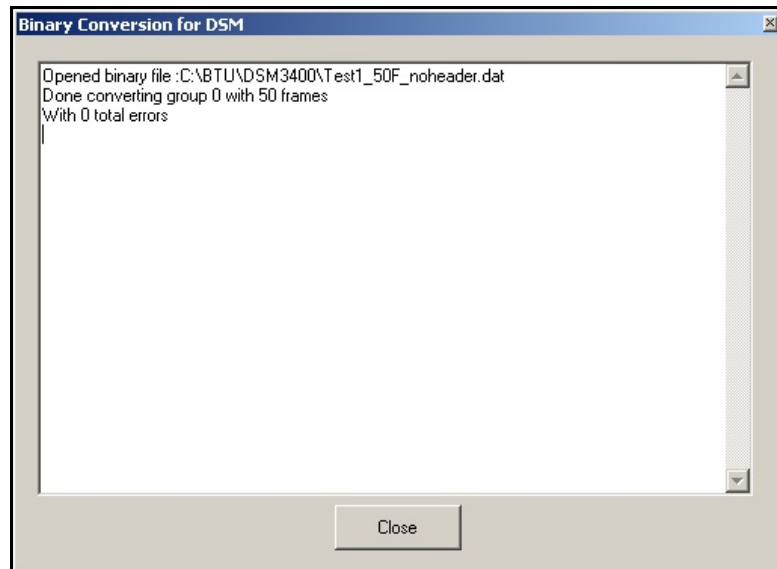 Binary Conversion for DSM
Opened binary file :C:\BTU\DSM3400\Test1_50F_noheader.dat
Done converting group 0 with 50 frames
With 0 total errors
Close